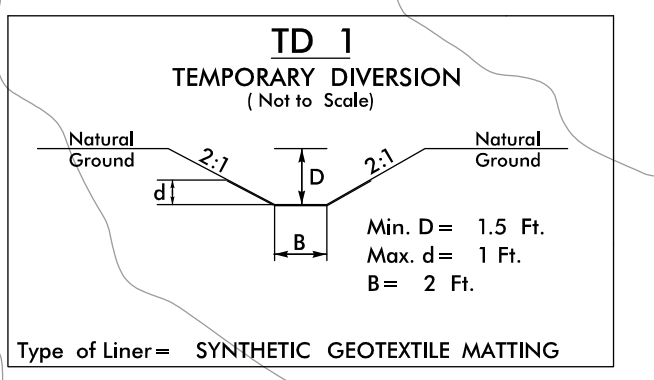 TD 1
TEMPORARY DIVERSION
( Not to Scale)
Natural
Ground
2:1
D
2:1
Natural
Ground
d
B
Min. D= 1.5 Ft.
Max. d= 1 Ft.
B= 2 Ft.
Type of Liner= SYNTHETIC GEOTEXTILE MATTING